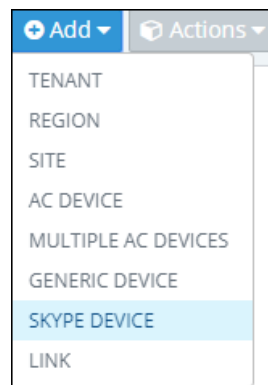 Add Actions
TENANT
REGION
SITE
AC DEVICE
MULTIPLE AC DEVICES
GENERIC DEVICE
SKYPE DEVICE
LINK